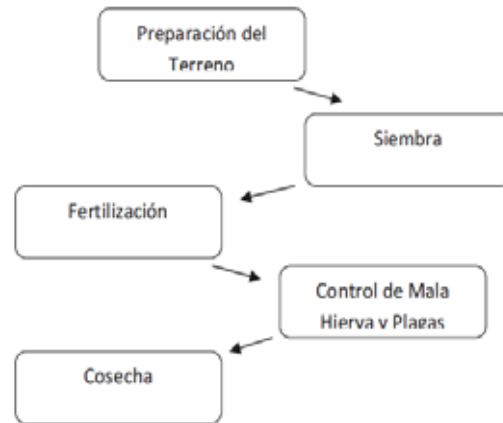 Preparación del
Terreno
Siembra
Fertilización
Control de Mala
Hierva y Plagas
Cosecha